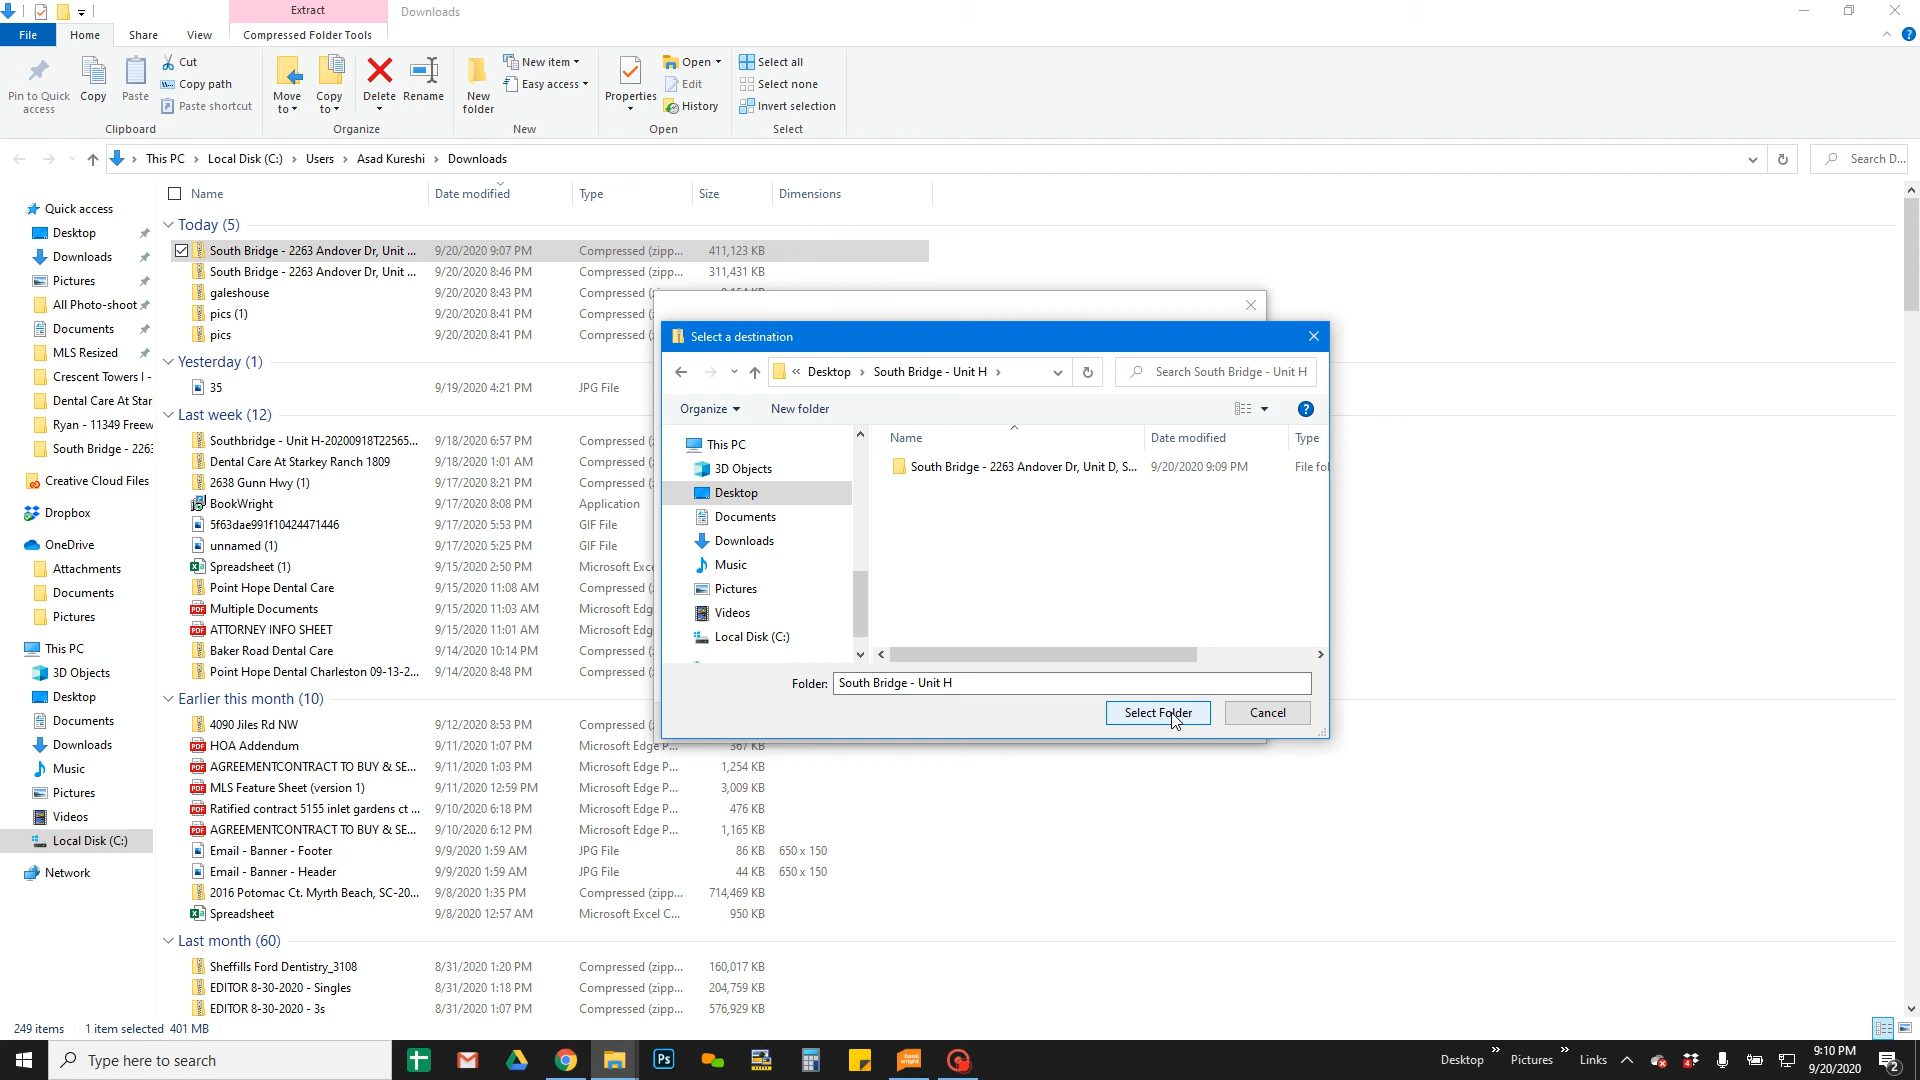 Extract
Downloads
File
Home
Share
View
Compressed Folder Tools
Pin to Quick access
Copy
Paste
Cut
Copy path
Paste shortcut
Clipboard
Move to
Copy to
Delete
Rename
Organize
New folder
New item
Easy access
New
Properties
Open
Edit
History
Open
Select all
Select none
Invert selection
Select
This PC › Local Disk (C:) › Users › Asad Kureshi › Downloads
Search D...
Name Date modified Type Size Dimensions
Today (5)
South Bridge - 2263 Andover Dr, Unit ... 9/20/2020 9:07 PM Compressed (zipp... 411,123 KB
South Bridge - 2263 Andover Dr, Unit ... 9/20/2020 8:46 PM Compressed (zipp... 311,431 KB
galeshouse 9/20/2020 8:43 PM Compressed
pics (1) 9/20/2020 8:41 PM Compressed
pics 9/20/2020 8:41 PM Compressed
Yesterday (1)
35 9/19/2020 4:21 PM JPG File
Last week (12)
Southbridge - Unit H-20200918T22565... 9/18/2020 6:57 PM Compressed
Dental Care At Starkey Ranch 1809 9/18/2020 1:01 AM Compressed
2638 Gunn Hwy (1) 9/17/2020 8:21 PM Compressed
BookWright 9/17/2020 8:08 PM Application
5f63dae991f10424471446 9/17/2020 5:53 PM GIF File
unnamed (1) 9/17/2020 5:25 PM GIF File
Spreadsheet (1) 9/15/2020 2:50 PM Microsoft Exc
Point Hope Dental Care 9/15/2020 11:08 AM Compressed
Multiple Documents 9/15/2020 11:03 AM Microsoft Edg
ATTORNEY INFO SHEET 9/15/2020 11:01 AM Microsoft Edg
Baker Road Dental Care 9/14/2020 10:14 PM Compressed
Point Hope Dental Charleston 09-13-2... 9/14/2020 8:48 PM Compressed
Earlier this month (10)
4090 Jiles Rd NW 9/12/2020 8:53 PM Compressed
HOA Addendum 9/11/2020 1:07 PM Microsoft Edge P... 367 KB
AGREEMENTCONTRACT TO BUY & SE... 9/11/2020 1:03 PM Microsoft Edge P... 1,254 KB
MLS Feature Sheet (version 1) 9/11/2020 12:59 PM Microsoft Edge P... 3,009 KB
Ratified contract 5155 inlet gardens ct ... 9/10/2020 6:18 PM Microsoft Edge P... 476 KB
AGREEMENTCONTRACT TO BUY & SE... 9/10/2020 6:12 PM Microsoft Edge P... 1,165 KB
Email - Banner - Footer 9/9/2020 1:59 AM JPG File 86 KB 650 x 150
Email - Banner - Header 9/9/2020 1:59 AM JPG File 44 KB 650 x 150
2016 Potomac Ct. Myrth Beach, SC-20... 9/8/2020 1:35 PM Compressed (zipp... 714,469 KB
Spreadsheet 9/8/2020 12:57 AM Microsoft Excel C... 950 KB
Last month (60)
Sheffills Ford Dentistry_3108 8/31/2020 1:20 PM Compressed (zipp... 160,017 KB
EDITOR 8-30-2020 - Singles 8/31/2020 1:18 PM Compressed (zipp... 204,759 KB
EDITOR 8-30-2020 - 3s 8/31/2020 1:07 PM Compressed (zipp... 576,929 KB
Quick access
Desktop
Downloads
Pictures
All Photo-shoot
Documents
MLS Resized
Crescent Towers I -
Dental Care At Star
Ryan - 11349 Freew
South Bridge - 2263
Creative Cloud Files
Dropbox
OneDrive
Attachments
Documents
Pictures
This PC
3D Objects
Desktop
Documents
Downloads
Music
Pictures
Videos
Local Disk (C:)
Network
Select a destination
« Desktop › South Bridge - Unit H ›
Search South Bridge - Unit H
Organize
New folder
This PC
3D Objects
Desktop
Documents
Downloads
Music
Pictures
Videos
Local Disk (C:)
Name Date modified Type
South Bridge - 2263 Andover Dr, Unit D, S... 9/20/2020 9:09 PM File fol
Folder: South Bridge - Unit H
Select Folder
Cancel
249 items 1 item selected 401 MB
Type here to search
Ps
Desktop » Pictures » Links
9:10 PM
9/20/2020
2